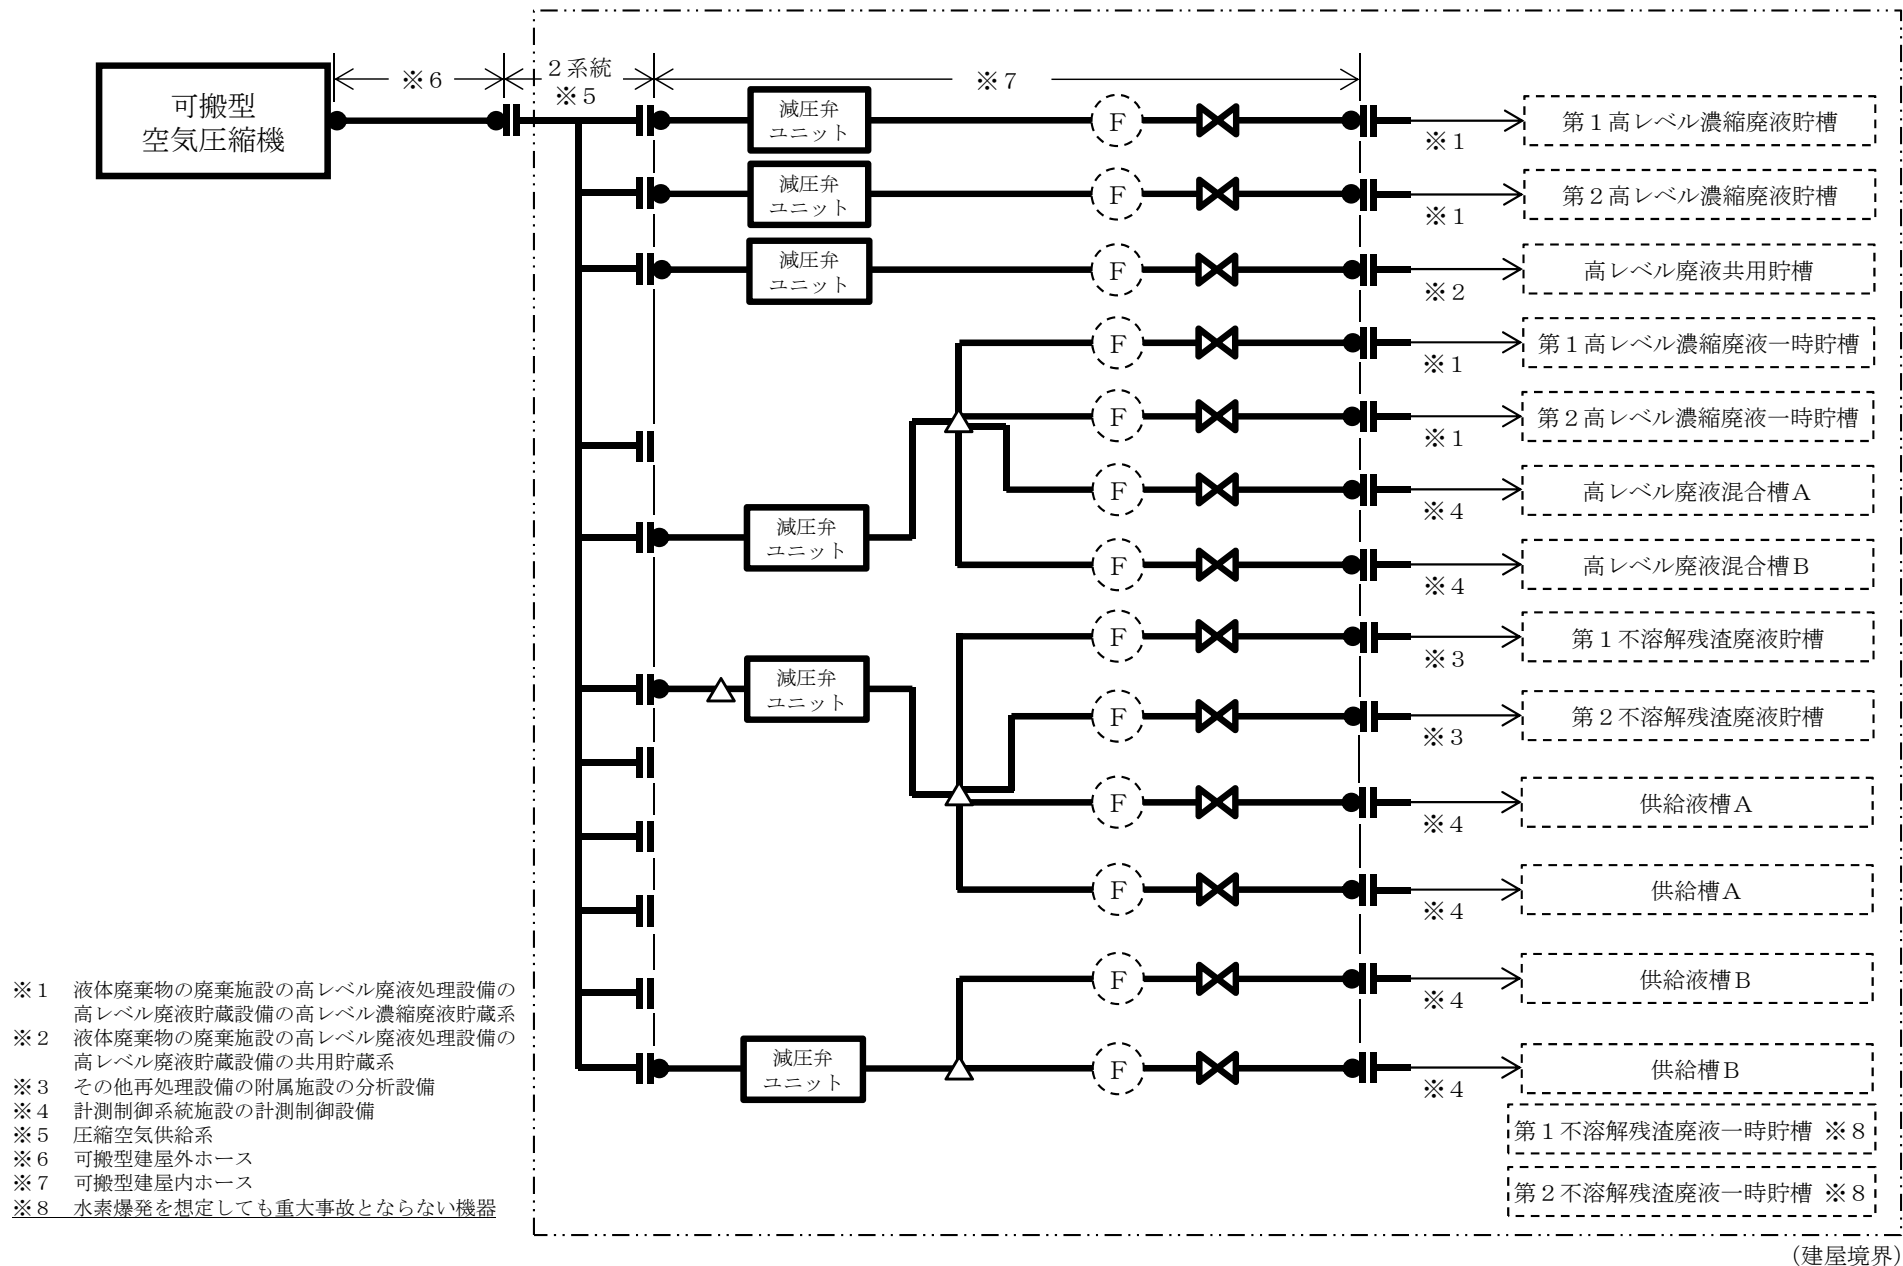 可搬型
空気圧縮機
※6
2系統
※5
※7
減圧弁
ユニット
F
※1
第1高レベル濃縮廃液貯槽
減圧弁
ユニット
F
※1
第2高レベル濃縮廃液貯槽
減圧弁
ユニット
F
※2
高レベル廃液共用貯槽
F
※1
第1高レベル濃縮廃液一時貯槽
F
※1
第2高レベル濃縮廃液一時貯槽
F
※4
高レベル廃液混合槽A
減圧弁
ユニット
F
※4
高レベル廃液混合槽B
F
※3
第1不溶解残渣廃液貯槽
減圧弁
ユニット
F
※3
第2不溶解残渣廃液貯槽
F
※4
供給液槽A
F
※4
供給槽A
F
※4
供給液槽B
減圧弁
ユニット
F
※4
供給槽B
第1不溶解残渣廃液一時貯槽 ※8
第2不溶解残渣廃液一時貯槽 ※8
※1 液体廃棄物の廃棄施設の高レベル廃液処理設備の
高レベル廃液貯蔵設備の高レベル濃縮廃液貯蔵系
※2 液体廃棄物の廃棄施設の高レベル廃液処理設備の
高レベル廃液貯蔵設備の共用貯蔵系
※3 その他再処理設備の附属施設の分析設備
※4 計測制御系統施設の計測制御設備
※5 圧縮空気供給系
※6 可搬型建屋外ホース
※7 可搬型建屋内ホース
※8 水素爆発を想定しても重大事故とならない機器
(建屋境界)